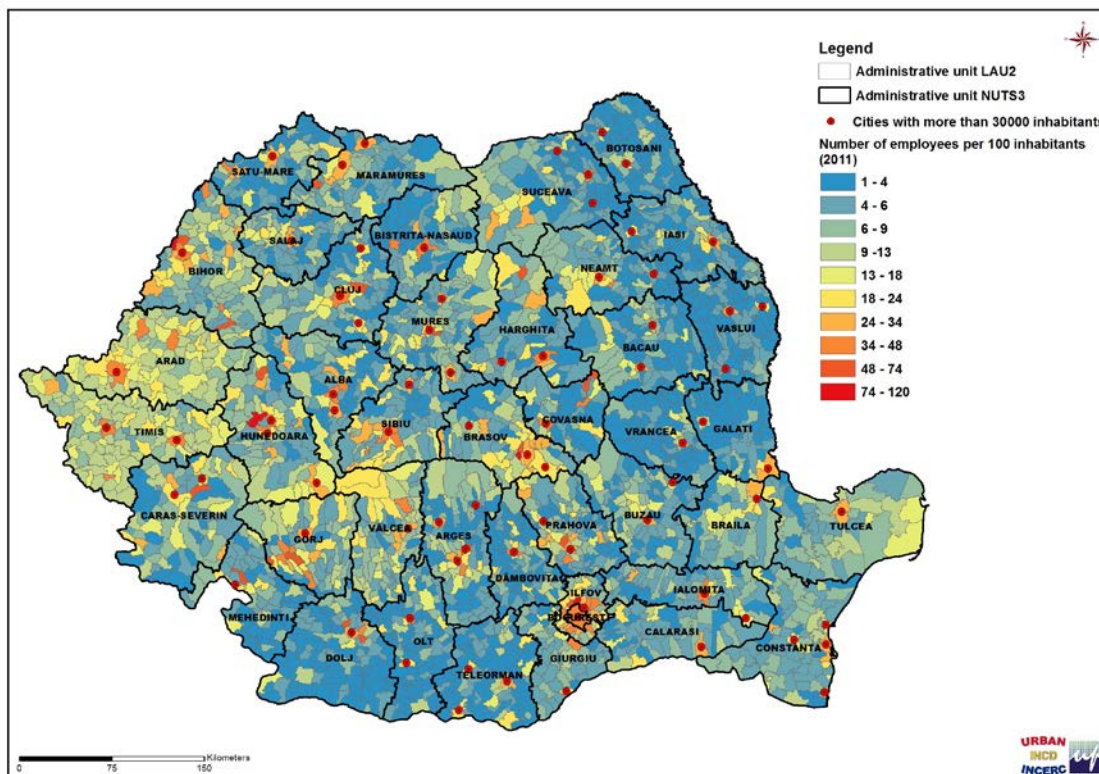 Legend
Administrative unit LAU2
Administrative unit NUTS3
Cities with more than 30000 inhabitants
Number of employees per 100 inhabitants
(2011)
1 - 4
4 - 6
6 - 9
9 -13
13 - 18
18 - 24
24 - 34
34 - 48
48 - 74
74 - 120
BOTOSANI
SATU-MARE
MARAMURES
SUCEAVA
IASI
SALAJ
BISTRITA-NASAUD
BIHOR
NEAMT
CLUJ
MURES
HARGHITA
VASLUI
BACAU
ARAD
ALBA
TIMIS
HUNEDOARA
SIBIU
BRASOV
COVASNA
VRANCEA
GALATI
CARAS-SEVERIN
VALCEA
GORJ
ARGES
PRAHOVA
BUZAU
BRAILA
TULCEA
DAMBOVITA
ILFOV
BUCURESTI
IALOMITA
MEHEDINTI
DOLJ
OLT
TELEORMAN
GIURGIU
CALARASI
CONSTANTA
Kilometers
0
75
150
URBAN
INCD
INCERC
up